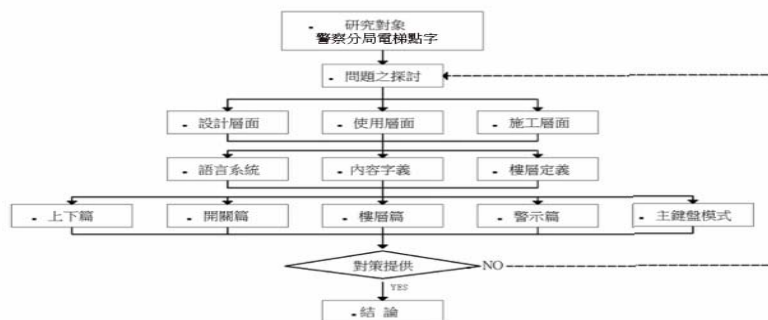 研究對象
警察分局電梯點字
問題之探討
設計層面
使用層面
施工層面
語言系統
內容字義
樓層定義
上下篇
開關篇
樓層篇
警示篇
主鍵盤模式
對策提供
NO
YES
結 論